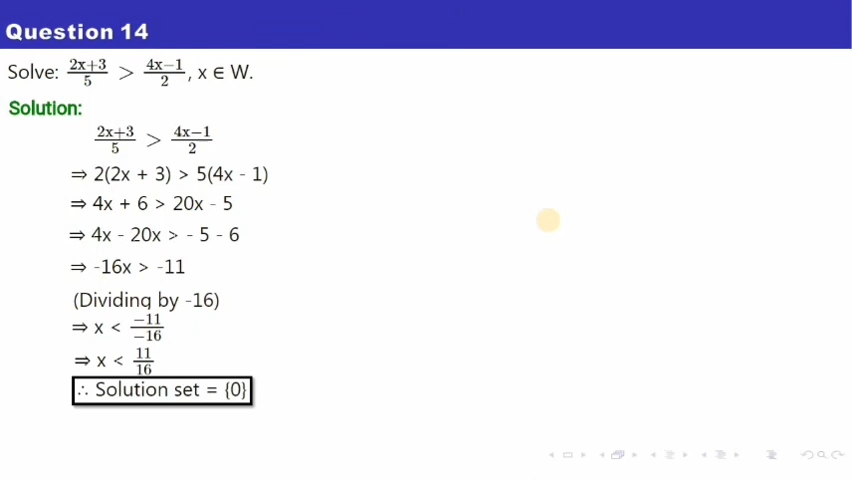 Question 14
Solve: (2x+3)/5 > (4x−1)/2, x ∈ W.
Solution:
(2x+3)/5 > (4x−1)/2
⇒ 2(2x + 3) > 5(4x - 1)
⇒ 4x + 6 > 20x - 5
⇒ 4x - 20x > - 5 - 6
⇒ -16x > -11
(Dividing by -16)
⇒ x < −11/−16
⇒ x < 11/16
∴ Solution set = {0}